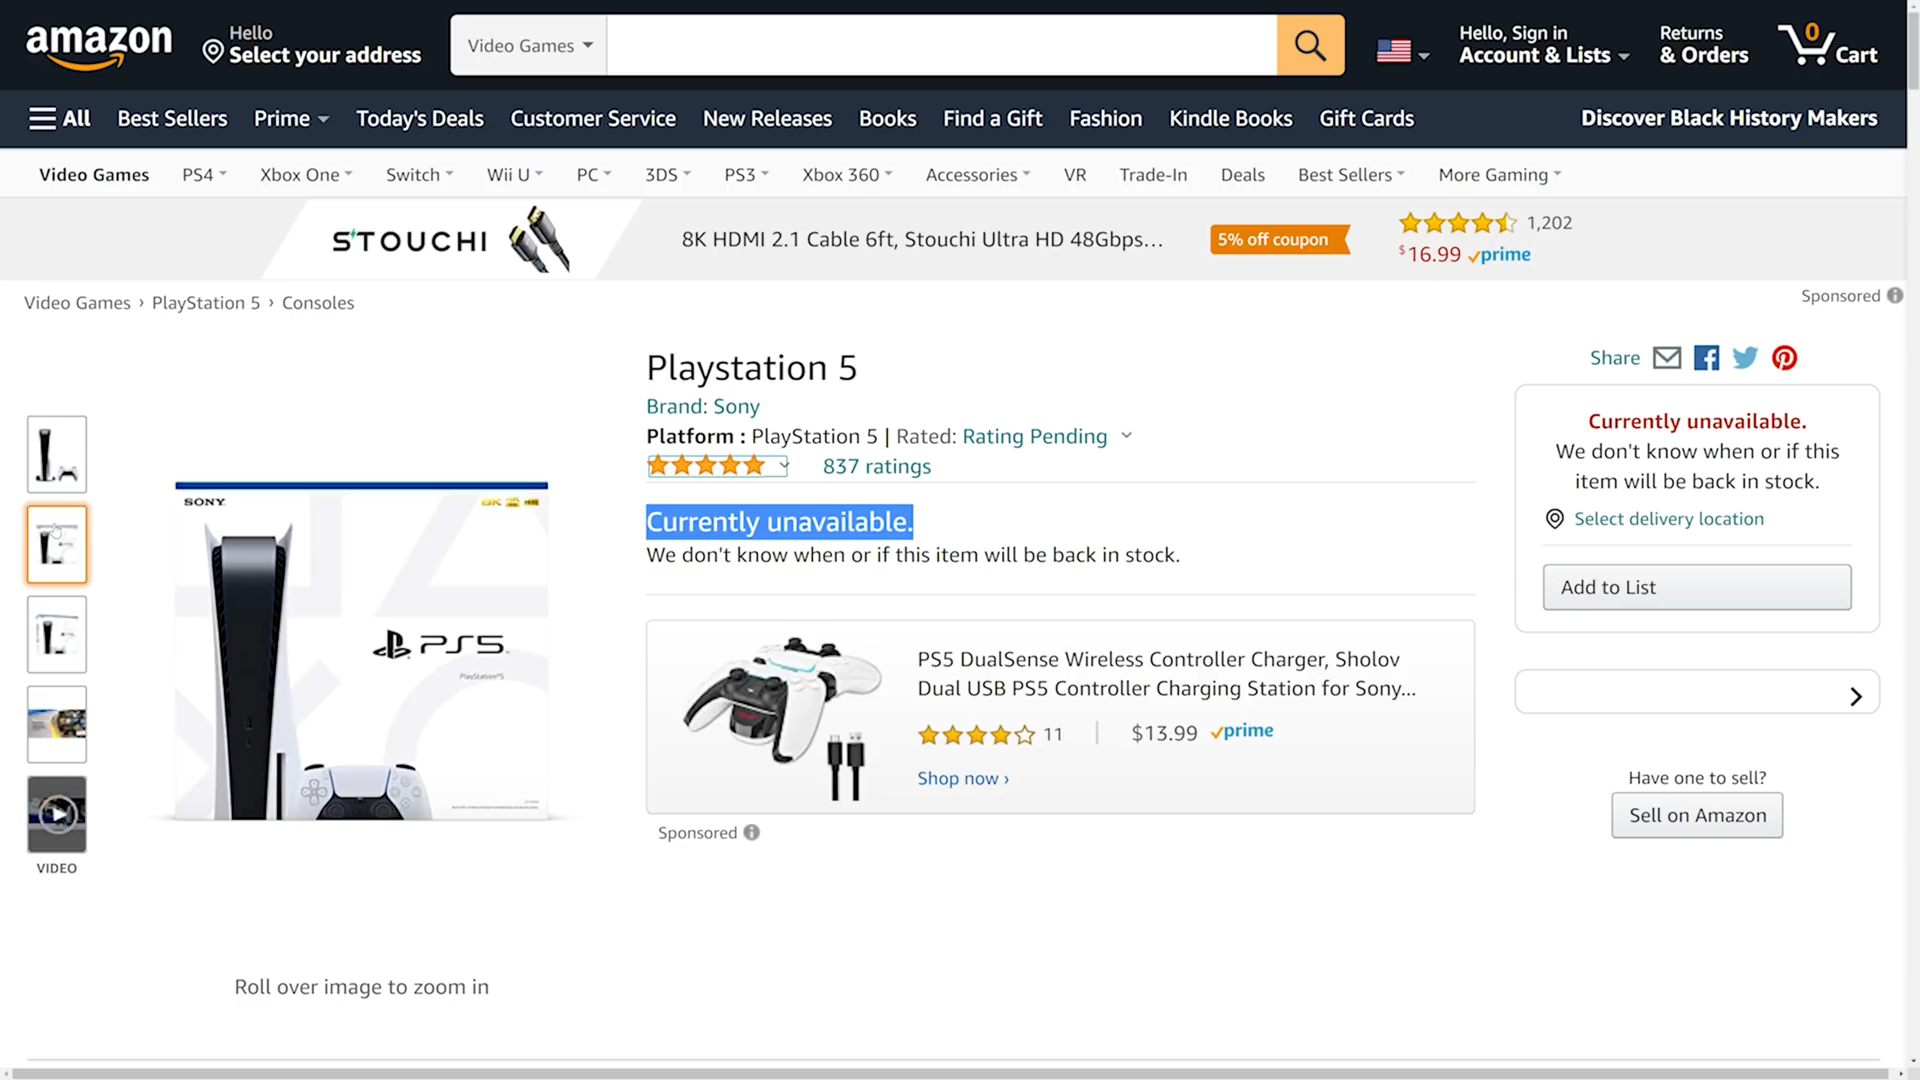 amazon
Hello
Select your address
Video Games
Hello, Sign in
Account & Lists
Returns
& Orders
0
Cart
All
Best Sellers
Prime
Today's Deals
Customer Service
New Releases
Books
Find a Gift
Fashion
Kindle Books
Gift Cards
Discover Black History Makers
Video Games
PS4
Xbox One
Switch
Wii U
PC
3DS
PS3
Xbox 360
Accessories
VR
Trade-In
Deals
Best Sellers
More Gaming
STOUCHI
8K HDMI 2.1 Cable 6ft, Stouchi Ultra HD 48Gbps...
5% off coupon
1,202
$16.99 prime
Sponsored
Video Games › PlayStation 5 › Consoles
Playstation 5
Brand: Sony
Platform : PlayStation 5 | Rated: Rating Pending
837 ratings
Currently unavailable.
We don't know when or if this item will be back in stock.
SONY
4K
HDR
PS5
PlayStation5
PS5 DualSense Wireless Controller Charger, Sholov
Dual USB PS5 Controller Charging Station for Sony...
11
$13.99 prime
Shop now ›
Sponsored
Share
Currently unavailable.
We don't know when or if this
item will be back in stock.
Select delivery location
Add to List
Have one to sell?
Sell on Amazon
VIDEO
Roll over image to zoom in